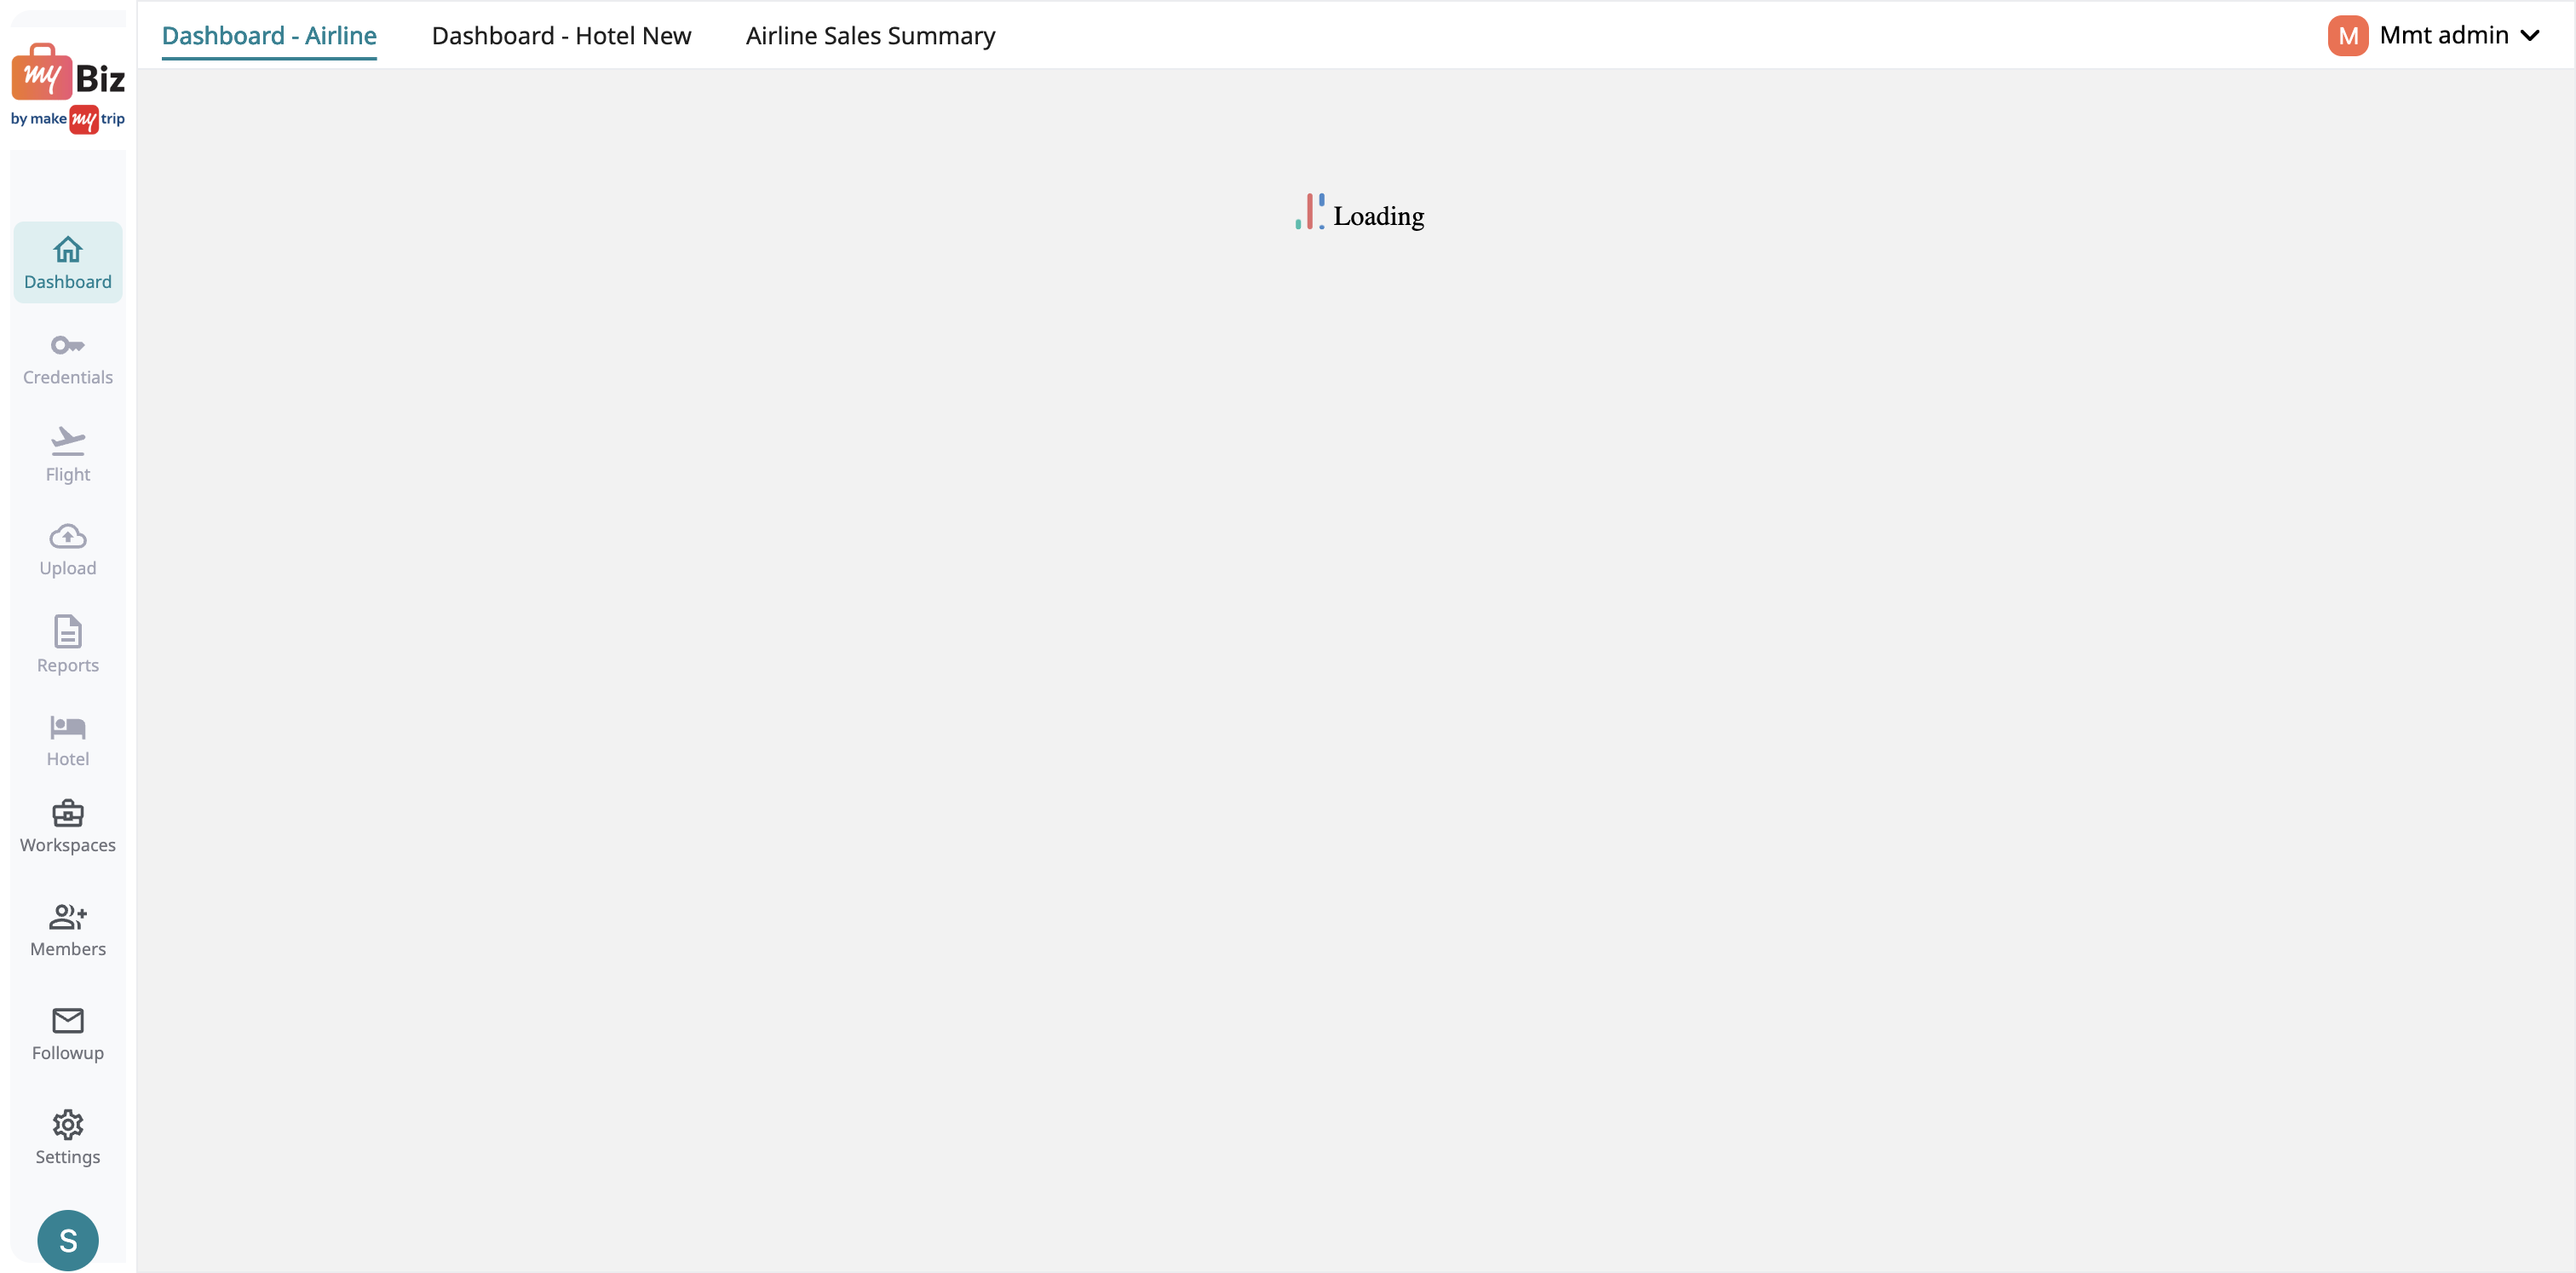 my Biz
by make my trip
Dashboard - Airline
Dashboard - Hotel New
Airline Sales Summary
M
Mmt admin
Loading
Dashboard
Credentials
Flight
Upload
Reports
Hotel
Workspaces
Members
Followup
Settings
S